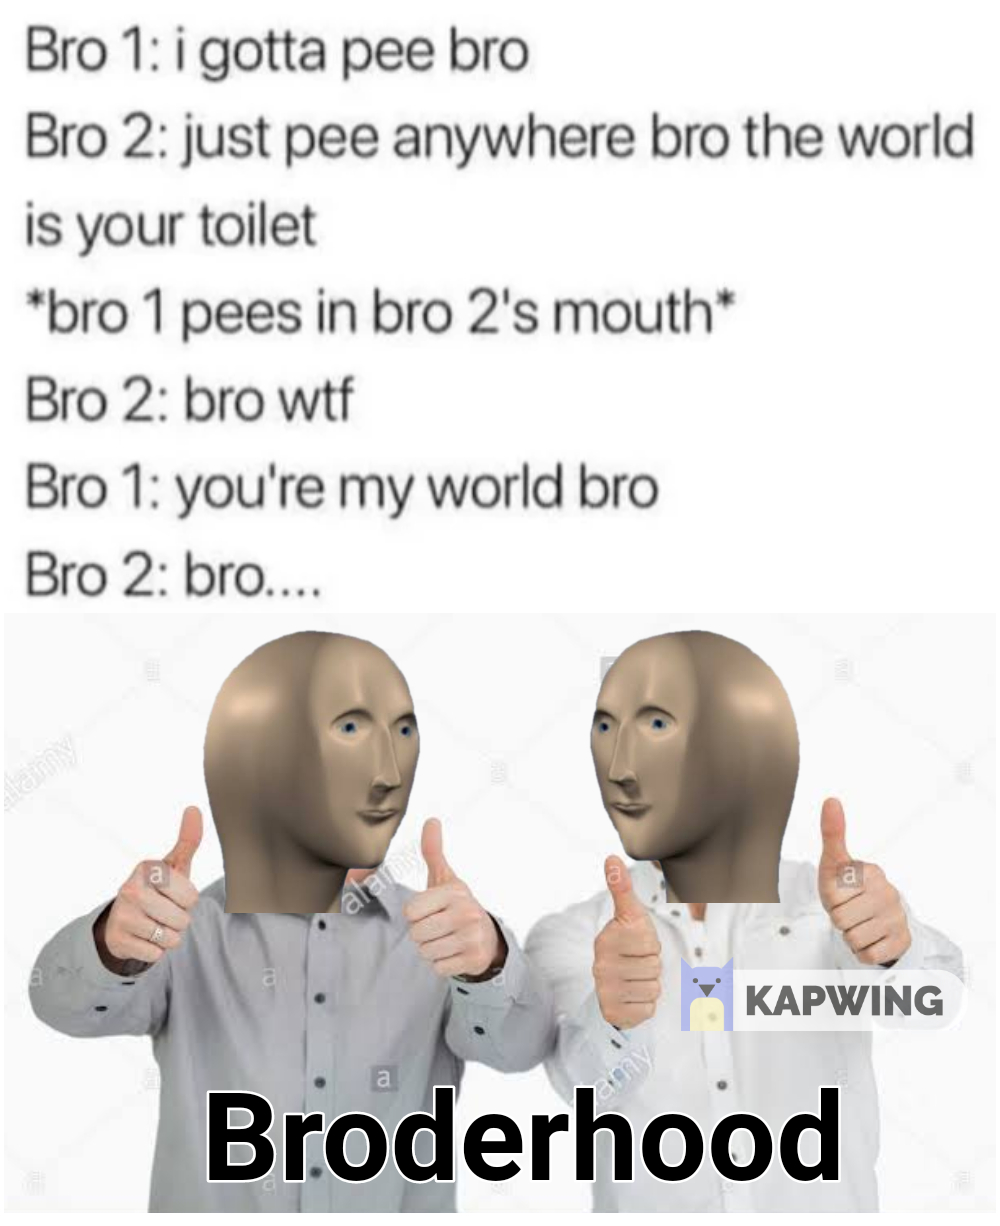 Bro 1: i gotta pee bro
Bro 2: just pee anywhere bro the world
is your toilet
*bro 1 pees in bro 2's mouth*
Bro 2: bro wtf
Bro 1: you're my world bro
Bro 2: bro....
alamy
a
alamy
a
a
a
KAPWING
a
Broderhood